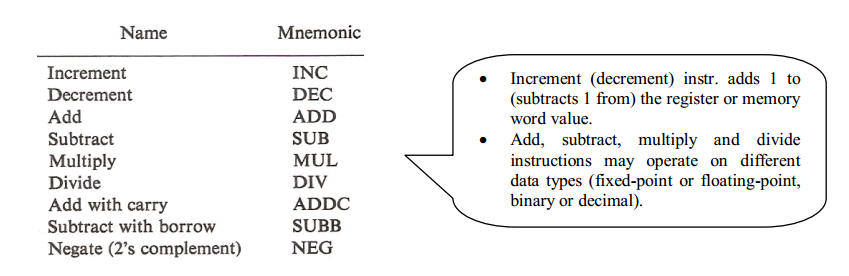 Name Mnemonic
Increment INC
Decrement DEC
Add ADD
Subtract SUB
Multiply MUL
Divide DIV
Add with carry ADDC
Subtract with borrow SUBB
Negate (2's complement) NEG
• Increment (decrement) instr. adds 1 to
(subtracts 1 from) the register or memory
word value.
• Add, subtract, multiply and divide
instructions may operate on different
data types (fixed-point or floating-point,
binary or decimal).